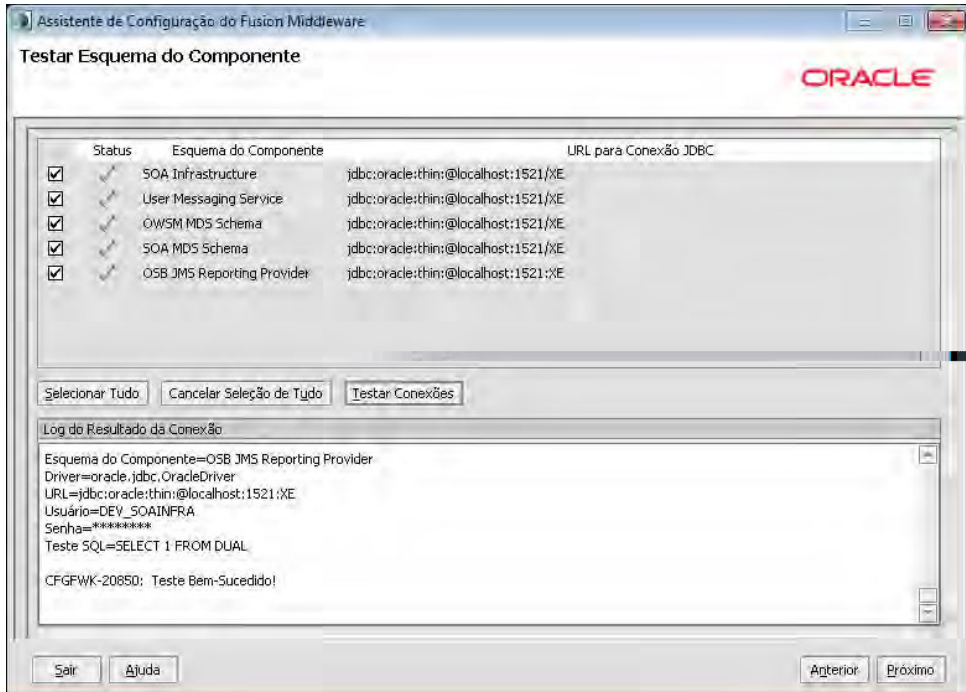 Assistente de Configuração do Fusion Middleware
Testar Esquema do Componente
ORACLE
Status Esquema do Componente URL para Conexão JDBC
SOA Infrastructure jdbc:oracle:thin:@localhost:1521/XE
User Messaging Service jdbc:oracle:thin:@localhost:1521/XE
OWSM MDS Schema jdbc:oracle:thin:@localhost:1521/XE
SOA MDS Schema jdbc:oracle:thin:@localhost:1521/XE
OSB JMS Reporting Provider jdbc:oracle:thin:@localhost:1521:XE
Selecionar Tudo Cancelar Seleção de Tudo Testar Conexões
Log do Resultado da Conexão
Esquema do Componente=OSB JMS Reporting Provider
Driver=oracle.jdbc.OracleDriver
URL=jdbc:oracle:thin:@localhost:1521:XE
Usuário=DEV_SOAINFRA
Senha=********
Teste SQL=SELECT 1 FROM DUAL
CFGFWK-20850: Teste Bem-Sucedido!
Sair Ajuda Anterior Próximo